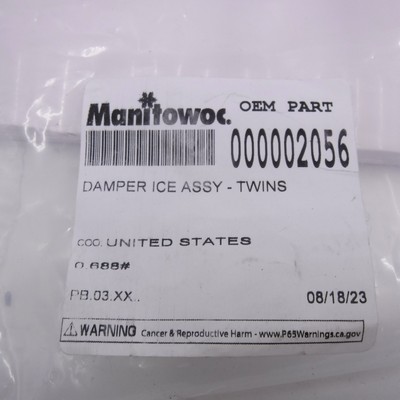 Manitowoc. OEM PART
000002056
DAMPER ICE ASSY - TWINS
COO. UNITED STATES
0.688#
PB.03.XX..
08/18/23
WARNING Cancer & Reproductive Harm - www.P65Warnings.ca.gov